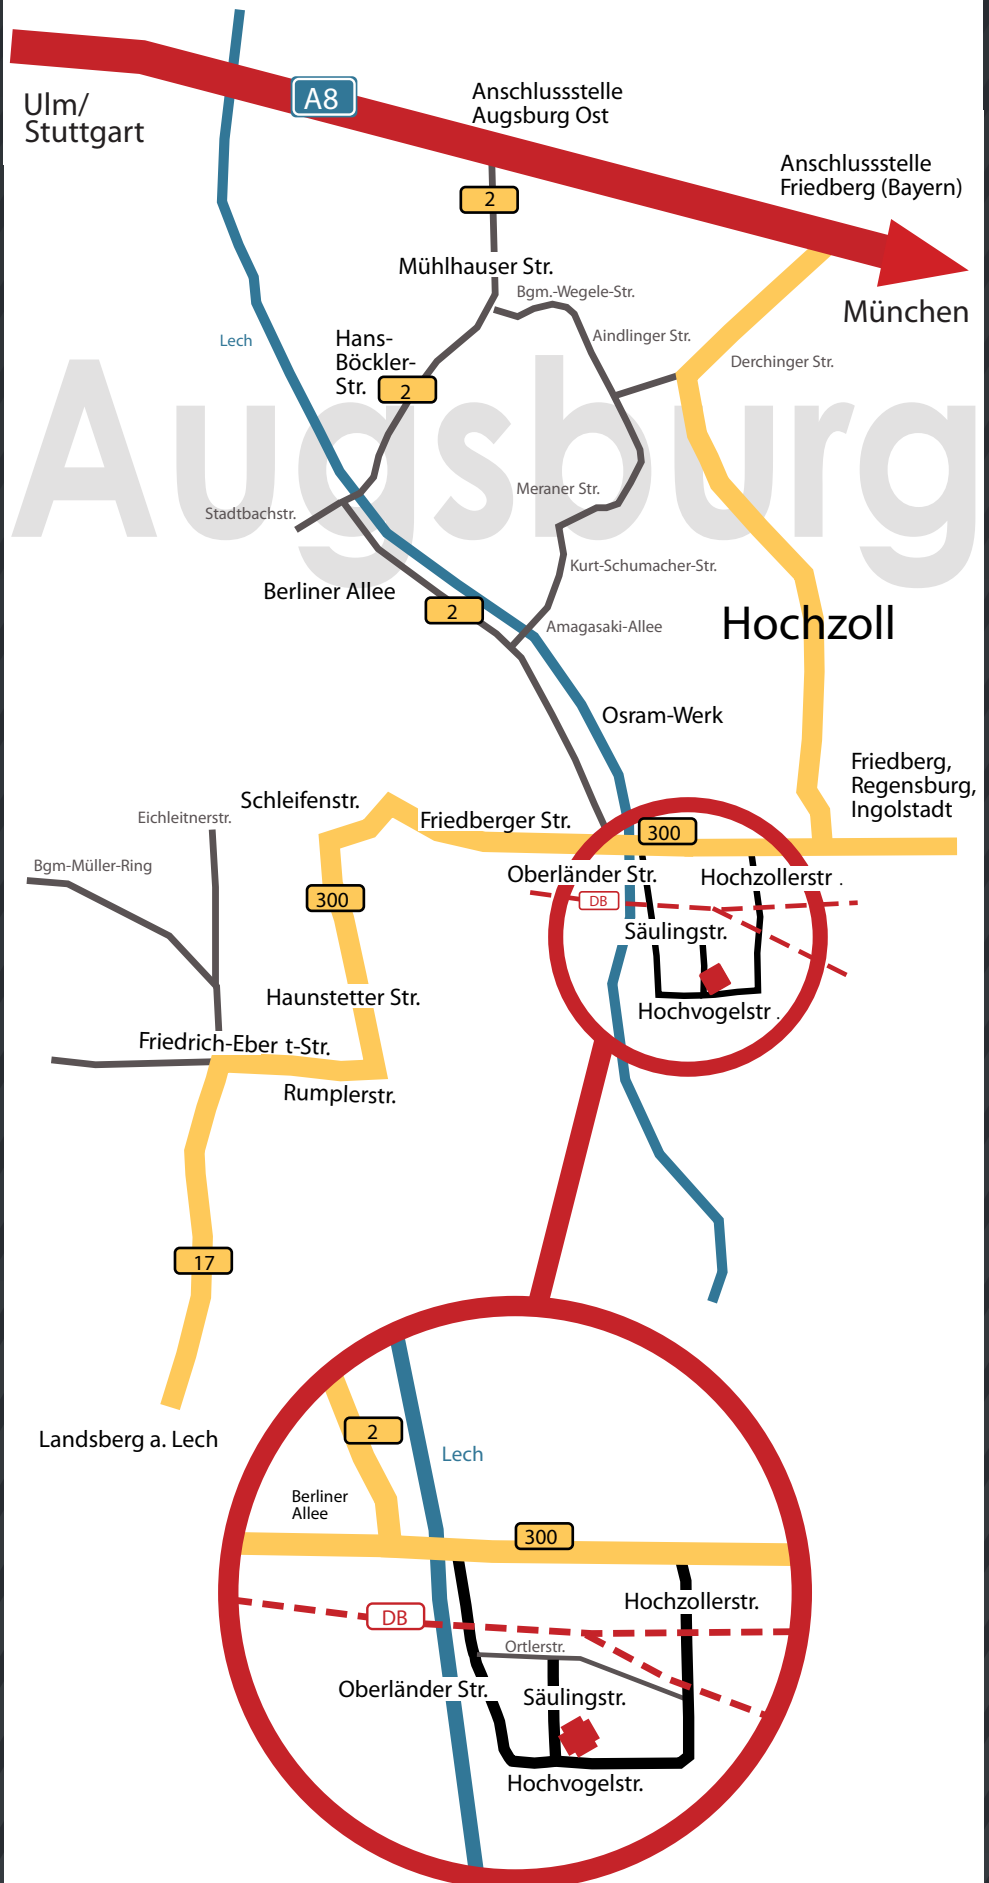 A8
Ulm/
Stuttgart
Anschlussstelle
Augsburg Ost
Anschlussstelle
Friedberg (Bayern)
2
Mühlhauser Str.
Bgm.-Wegele-Str.
München
Lech
Hans-
Böckler-
Str.
2
Aindlinger Str.
Derchinger Str.
Augsburg
Meraner Str.
Stadtbachstr.
Kurt-Schumacher-Str.
Berliner Allee
2
Amagasaki-Allee
Hochzoll
Osram-Werk
Friedberg,
Regensburg,
Ingolstadt
Schleifenstr.
Eichleitnerstr.
Friedberger Str.
300
Bgm-Müller-Ring
300
Oberländer Str.
Hochzollerstr .
DB
Säulingstr.
Haunstetter Str.
Hochvogelstr .
Friedrich-Eber t-Str.
Rumplerstr.
17
Landsberg a. Lech
2
Lech
Berliner
Allee
300
Hochzollerstr.
DB
Ortlerstr.
Oberländer Str.
Säulingstr.
Hochvogelstr.